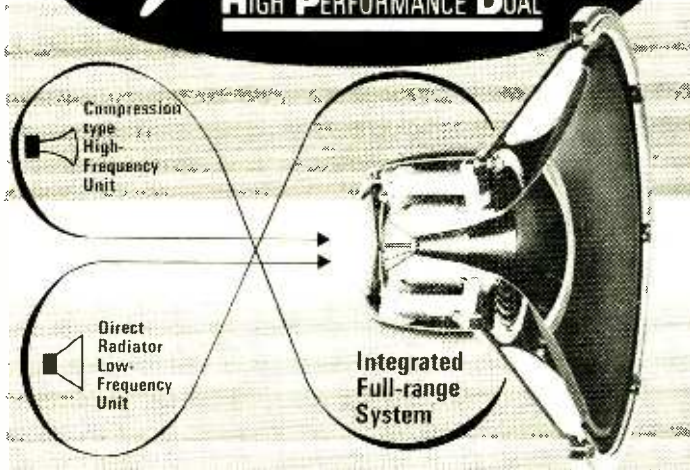 HIGH PERFORMANCE DUAL
Compression
type
High-
Frequency
Unit
Direct
Radiator
Low-
Frequency
Unit
Integrated
Full-range
System